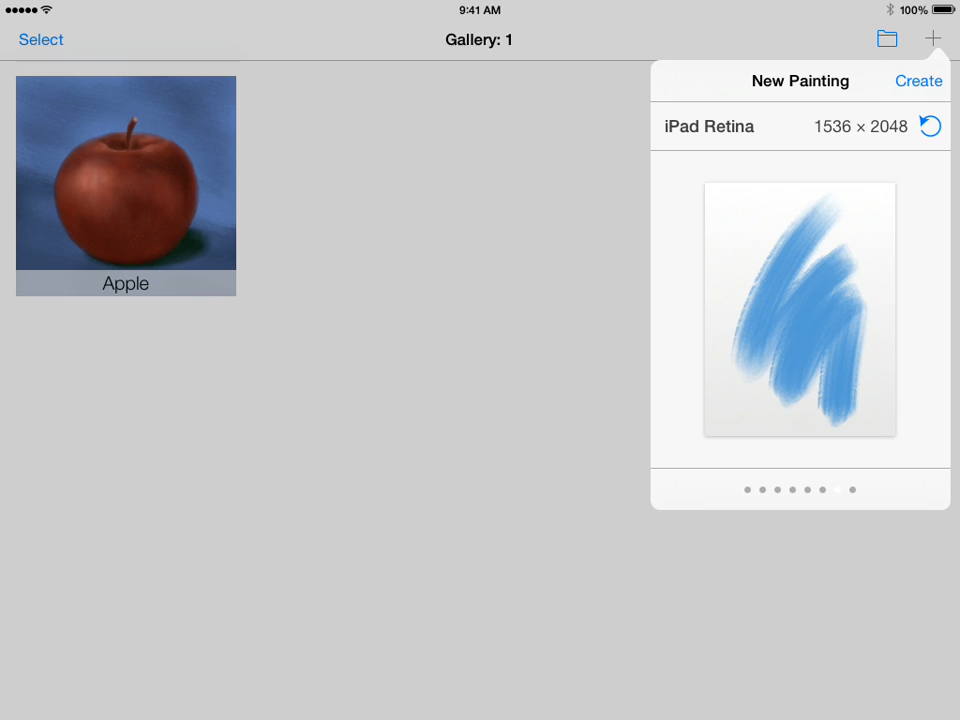 9:41 AM
100%
Select
Gallery: 1
New Painting
Create
iPad Retina
1536 × 2048
Apple